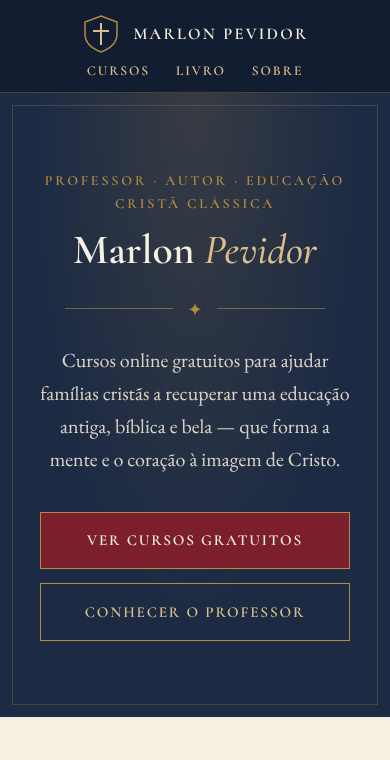 MARLON PEVIDOR
CURSOS LIVRO SOBRE
PROFESSOR · AUTOR · EDUCAÇÃO
CRISTÃ CLÁSSICA
Marlon Pevidor
Cursos online gratuitos para ajudar
famílias cristãs a recuperar uma educação
antiga, bíblica e bela — que forma a
mente e o coração à imagem de Cristo.
VER CURSOS GRATUITOS
CONHECER O PROFESSOR